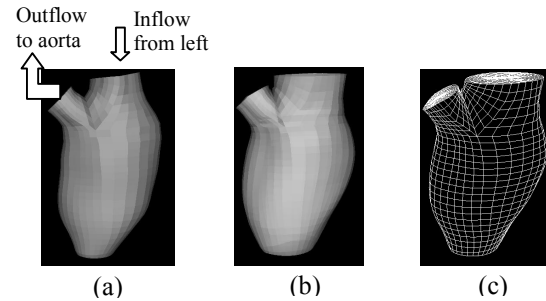 Outflow
to aorta
Inflow
from left
(a)
(b)
(c)